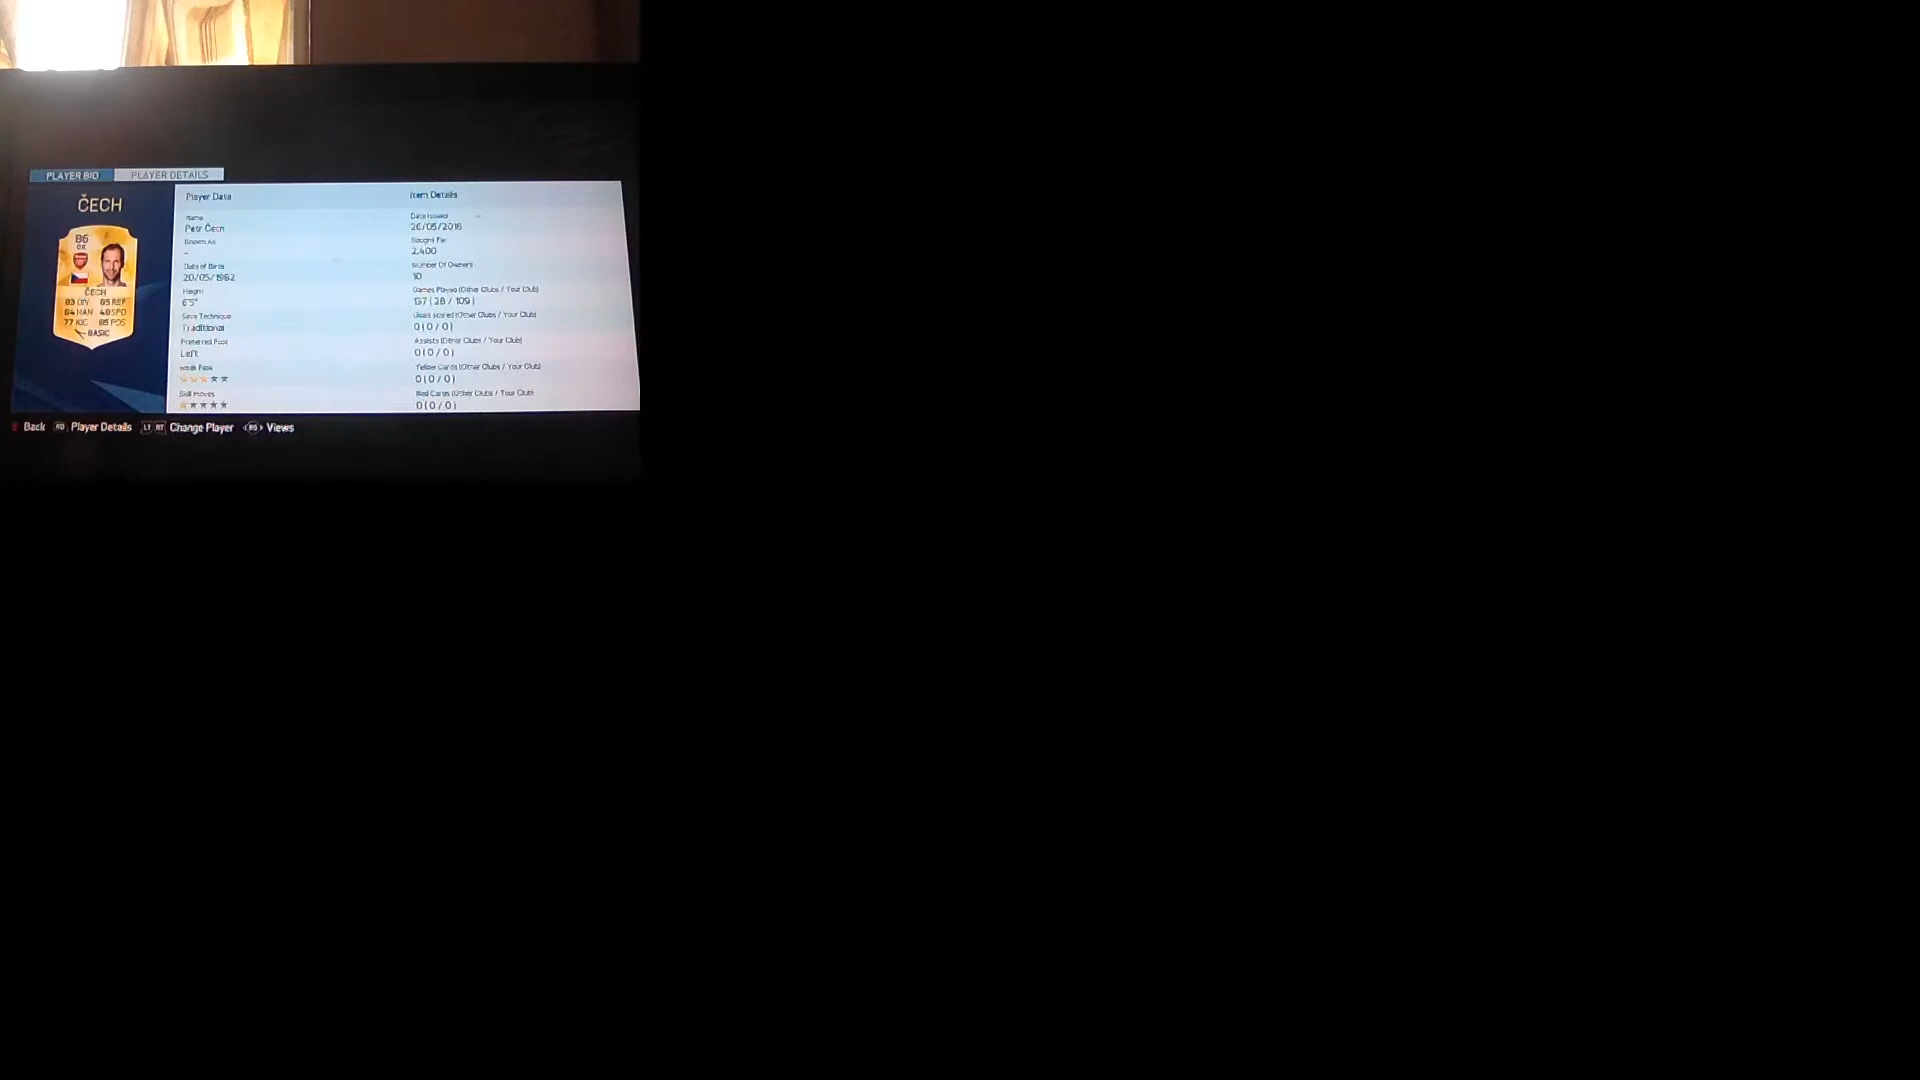 PLAYER BIO PLAYER DETAILS
ČECH
86
GK
ČECH
83 DIV 85 REF
84 HAN 48 SPD
77 KIC 85 POS
BASIC
Player Data
Name
Petr Čech
Known As
-
Date of Birth
20/05/1982
Height
6'5"
Save Technique
Traditional
Preferred Foot
Left
Weak Foot
Skill Moves
Item Details
Date Issued
26/05/2016
Bought For
2,400
Number Of Owners
10
Games Played (Other Clubs / Your Club)
137 ( 28 / 109 )
Goals scored (Other Clubs / Your Club)
0 ( 0 / 0 )
Assists (Other Clubs / Your Club)
0 ( 0 / 0 )
Yellow Cards (Other Clubs / Your Club)
0 ( 0 / 0 )
Red Cards (Other Clubs / Your Club)
0 ( 0 / 0 )
Back Player Details LT RT Change Player RS Views